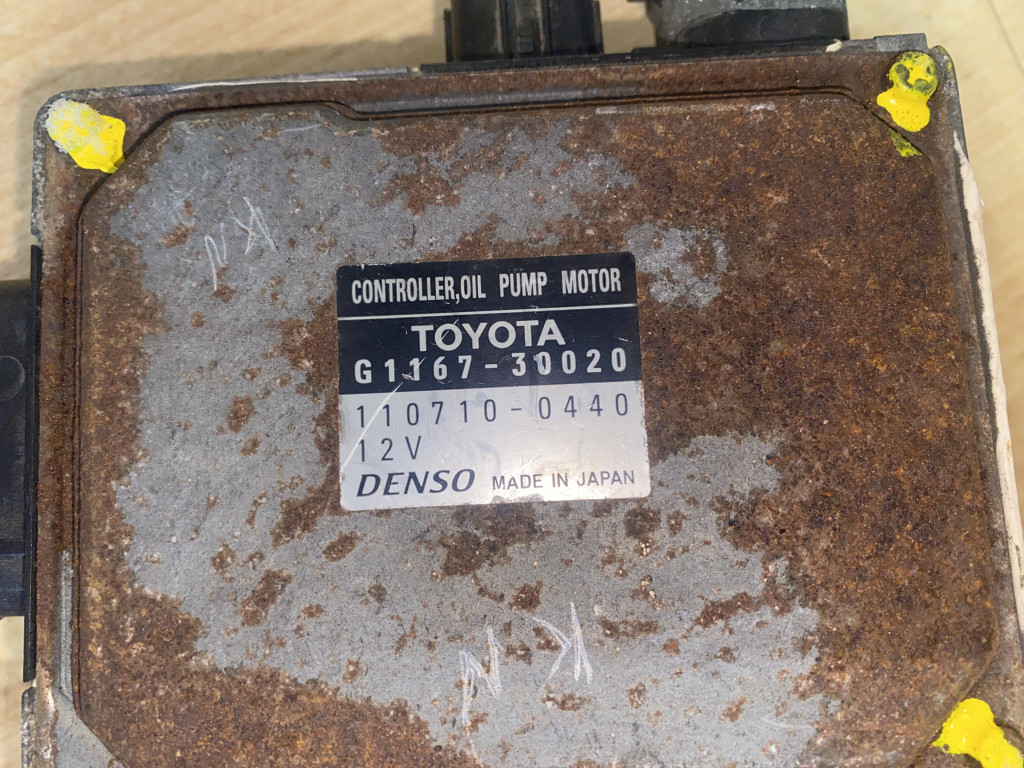 CONTROLLER,OIL PUMP MOTOR
TOYOTA
G1167-30020
110710-0440
12V
DENSO MADE IN JAPAN